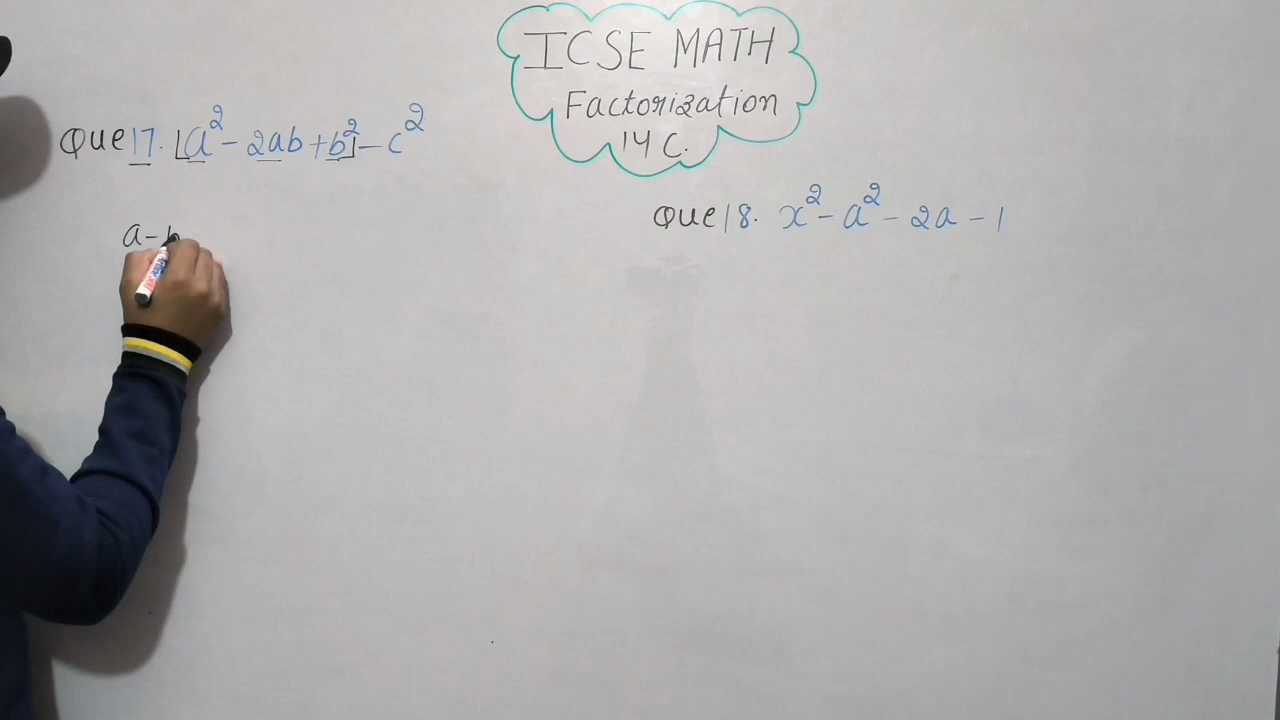 ICSE MATH
Factorization
14 C.
Que 17. [a² - 2ab + b²] - c²
a - b
Que 18. x² - a² - 2a - 1